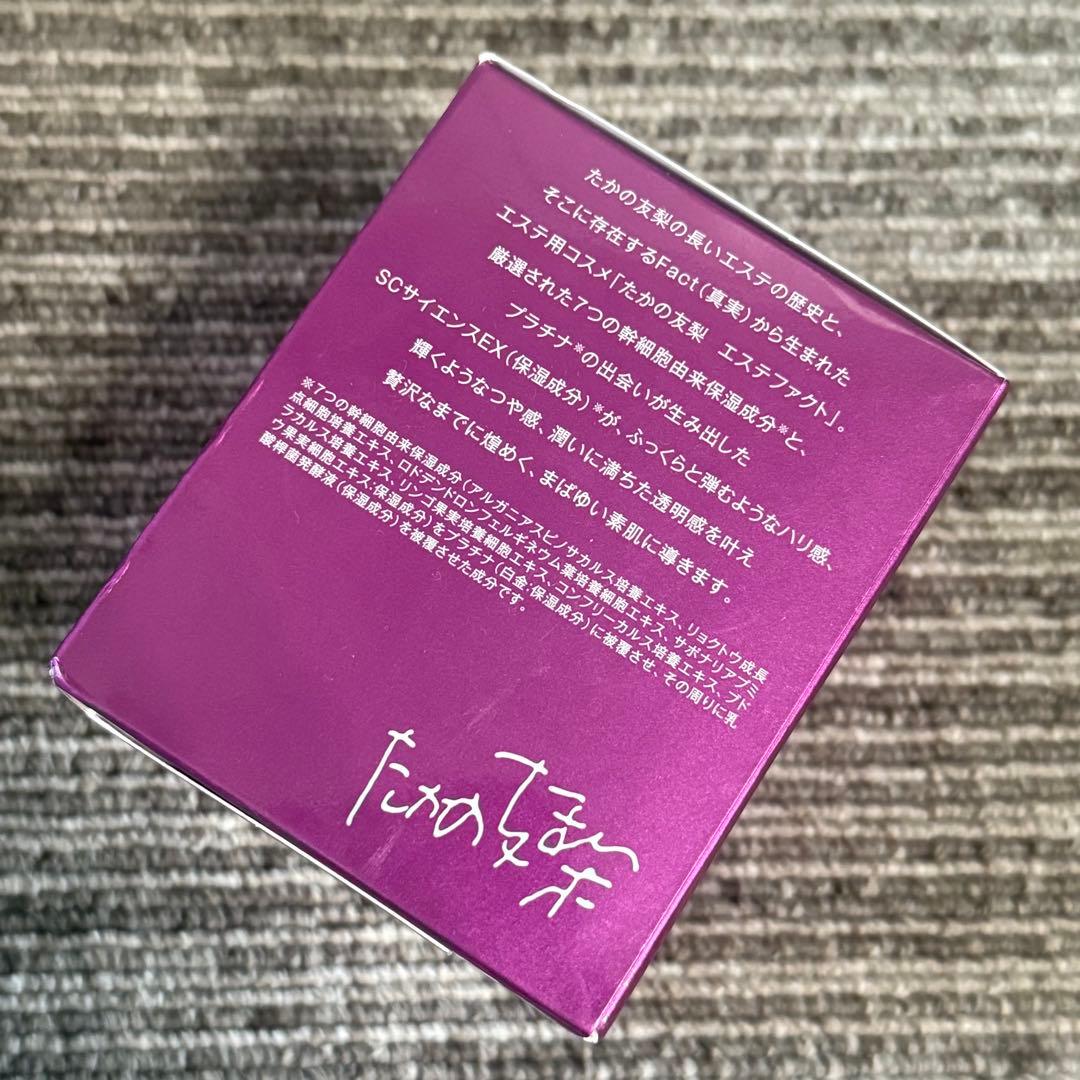 たかの友梨の長いエステの歴史と、
そこに存在するFact(真実)から生まれた
エステ用コスメ「たかの友梨 エステファクト」。
厳選された7つの幹細胞由来保湿成分※と、
プラチナ※の出会いが生み出した
SCサイエンスEX(保湿成分)※が、ふっくらと弾むようなハリ感、
輝くようなつや感、潤いに満ちた透明感を叶え
贅沢なまでに煌めく、まばゆい素肌に導きます。
※7つの幹細胞由来保湿成分(アルガニアスピノサカルス培養エキス、リョクトウ成長
点細胞培養エキス、ロドデンドロンフェルギネウム葉培養細胞エキス、サポナリアプミ
ラカルス培養エキス、リンゴ果実培養細胞エキス、コンフリーカルス培養エキス、ブド
ウ果実細胞エキス:保湿成分)をプラチナ(白金:保湿成分)に被覆させ、その周りに乳
酸桿菌発酵液(保湿成分)を被覆させた成分です。
たかの友梨